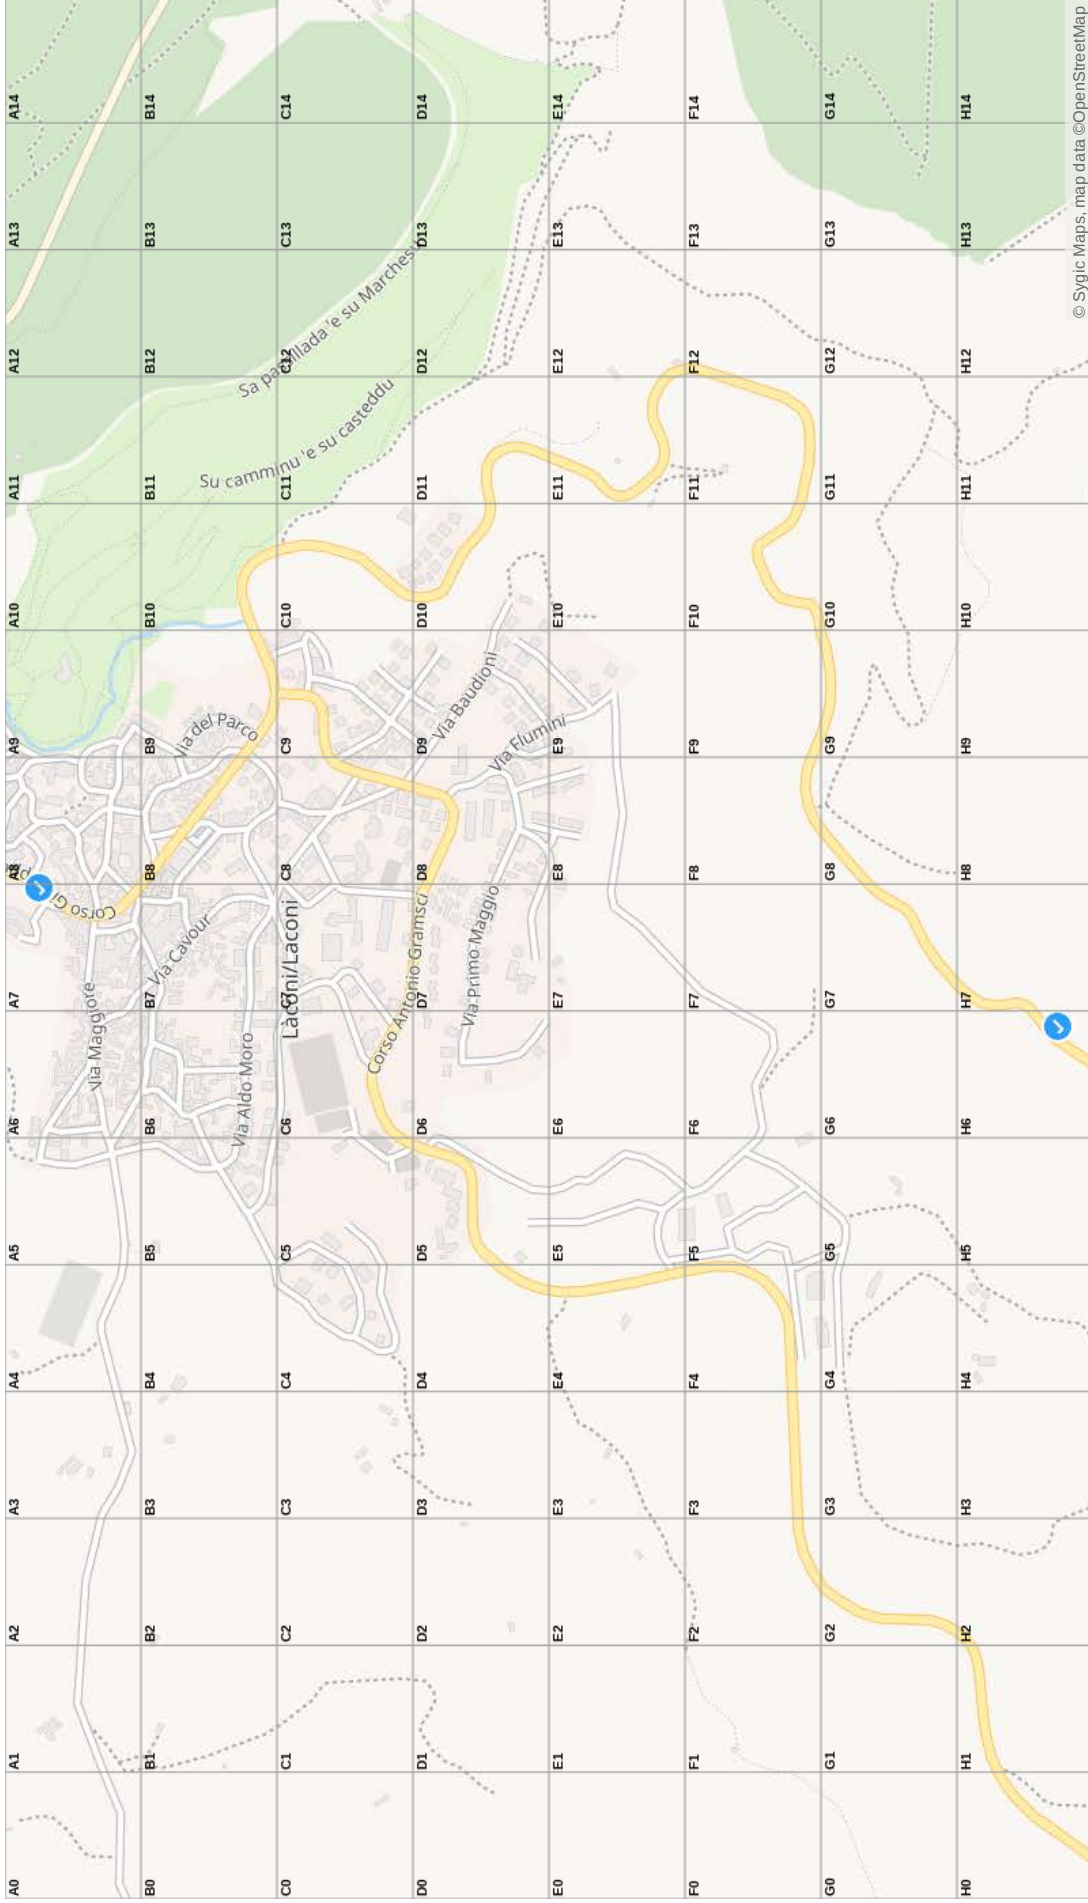 A14
B14
C14
D14
E14
F14
G14
H14
A13
B13
C13
D13
E13
F13
G13
H13
A12
B12
C12
D12
E12
F12
G12
H12
A11
B11
C11
D11
E11
F11
G11
H11
A10
B10
C10
D10
E10
F10
G10
H10
A9
B9
C9
D9
E9
F9
G9
H9
A8
B8
C8
D8
E8
F8
G8
H8
A7
B7
C7
D7
E7
F7
G7
H7
A6
B6
C6
D6
E6
F6
G6
H6
A5
B5
C5
D5
E5
F5
G5
H5
A4
B4
C4
D4
E4
F4
G4
H4
A3
B3
C3
D3
E3
F3
G3
H3
A2
B2
C2
D2
E2
F2
G2
H2
A1
B1
C1
D1
E1
F1
G1
H1
A0
B0
C0
D0
E0
F0
G0
H0
Sa papillada 'e su Marchesu
Su camminu 'e su casteddu
Via del Parco
Via Baudioni
Via Flumini
Corso Gi
Via Cavour
Laconi/Laconi
Corso Antonio Gramsci
Via Primo Maggio
Via Maggiore
Via Aldo Moro
© Sygic Maps, map data ©OpenStreetMap